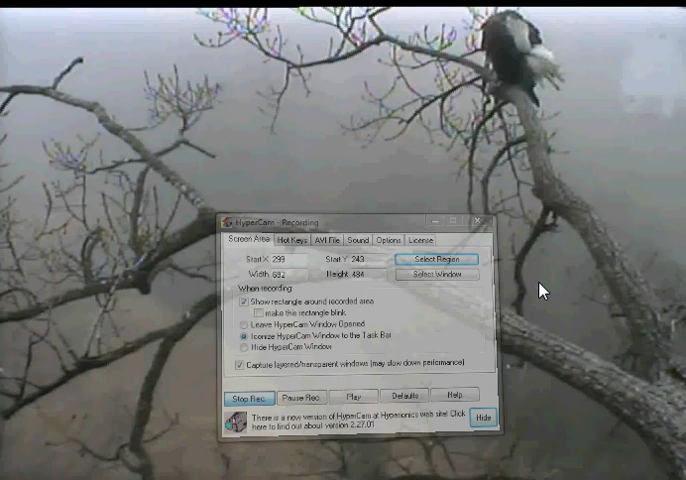 HyperCam - Recording
Screen Area Hot Keys AVI File Sound Options License
Start X 299 Start Y 243 Select Region
Width 692 Height 484 Select Window
When recording:
Show rectangle around recorded area
make this rectangle blink
Leave HyperCam Window Opened
Iconize HyperCam Window to the Task Bar
Hide HyperCam Window
Capture layered/transparent windows (may slow down performance)
Stop Rec. Pause Rec. Play Defaults Help
There is a new version of HyperCam at Hyperionics web site! Click
here to find out about version 2.27.01
Hide